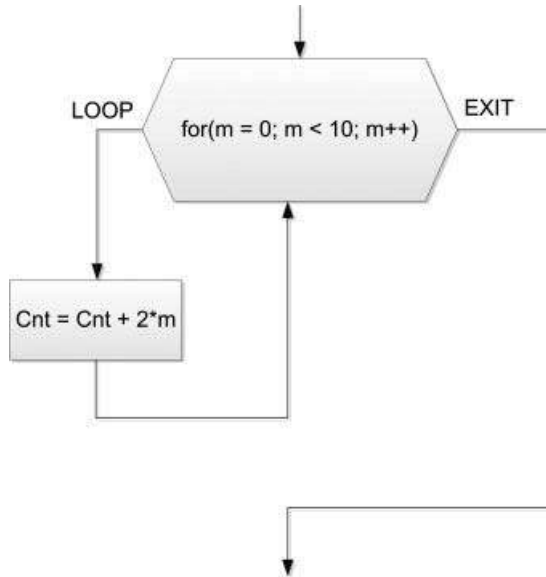 LOOP
for(m = 0; m < 10; m++)
EXIT
Cnt = Cnt + 2*m